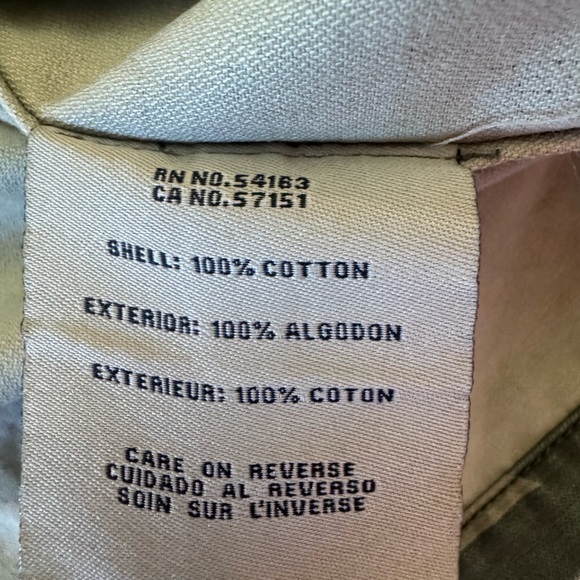 RN NO.54163
CA NO.57151
SHELL: 100% COTTON
EXTERIOR: 100% ALGODON
EXTERIEUR: 100% COTON
CARE ON REVERSE
CUIDADO AL REVERSO
SOIN SUR L'INVERSE